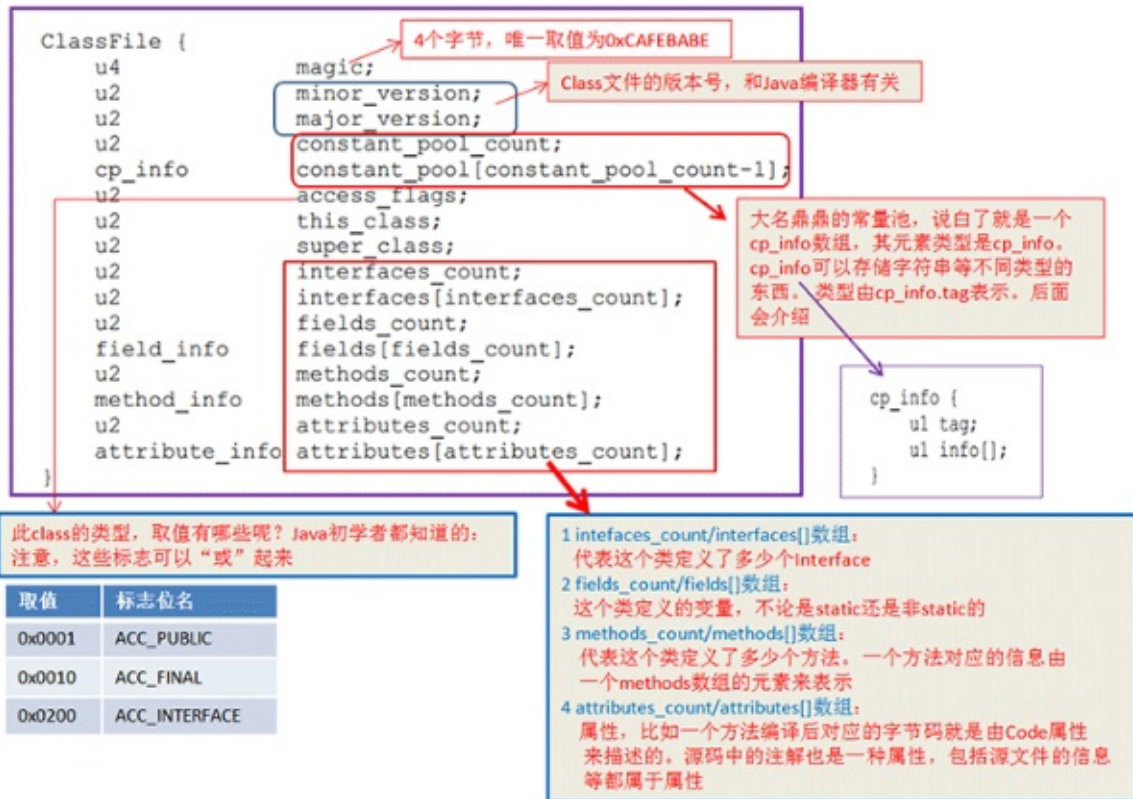 ClassFile {
u4 magic;
u2 minor_version;
u2 major_version;
u2 constant_pool_count;
cp_info constant_pool[constant_pool_count-1];
u2 access_flags;
u2 this_class;
u2 super_class;
u2 interfaces_count;
u2 interfaces[interfaces_count];
u2 fields_count;
field_info fields[fields_count];
u2 methods_count;
method_info methods[methods_count];
u2 attributes_count;
attribute_info attributes[attributes_count];
}
4个字节，唯一取值为0xCAFEBABE
Class文件的版本号，和Java编译器有关
大名鼎鼎的常量池，说白了就是一个
cp_info数组，其元素类型是cp_info。
cp_info可以存储字符串等不同类型的
东西。 类型由cp_info.tag表示。后面
会介绍
cp_info {
u1 tag;
u1 info[];
}
此class的类型，取值有哪些呢？Java初学者都知道的：
注意，这些标志可以“或”起来
取值 标志位名
0x0001 ACC_PUBLIC
0x0010 ACC_FINAL
0x0200 ACC_INTERFACE
1 intefaces_count/interfaces[]数组：
代表这个类定义了多少个Interface
2 fields_count/fields[]数组：
这个类定义的变量，不论是static还是非static的
3 methods_count/methods[]数组：
代表这个类定义了多少个方法。一个方法对应的信息由
一个methods数组的元素来表示
4 attributes_count/attributes[]数组：
属性，比如一个方法编译后对应的字节码就是由Code属性
来描述的。源码中的注解也是一种属性，包括源文件的信息
等都属于属性